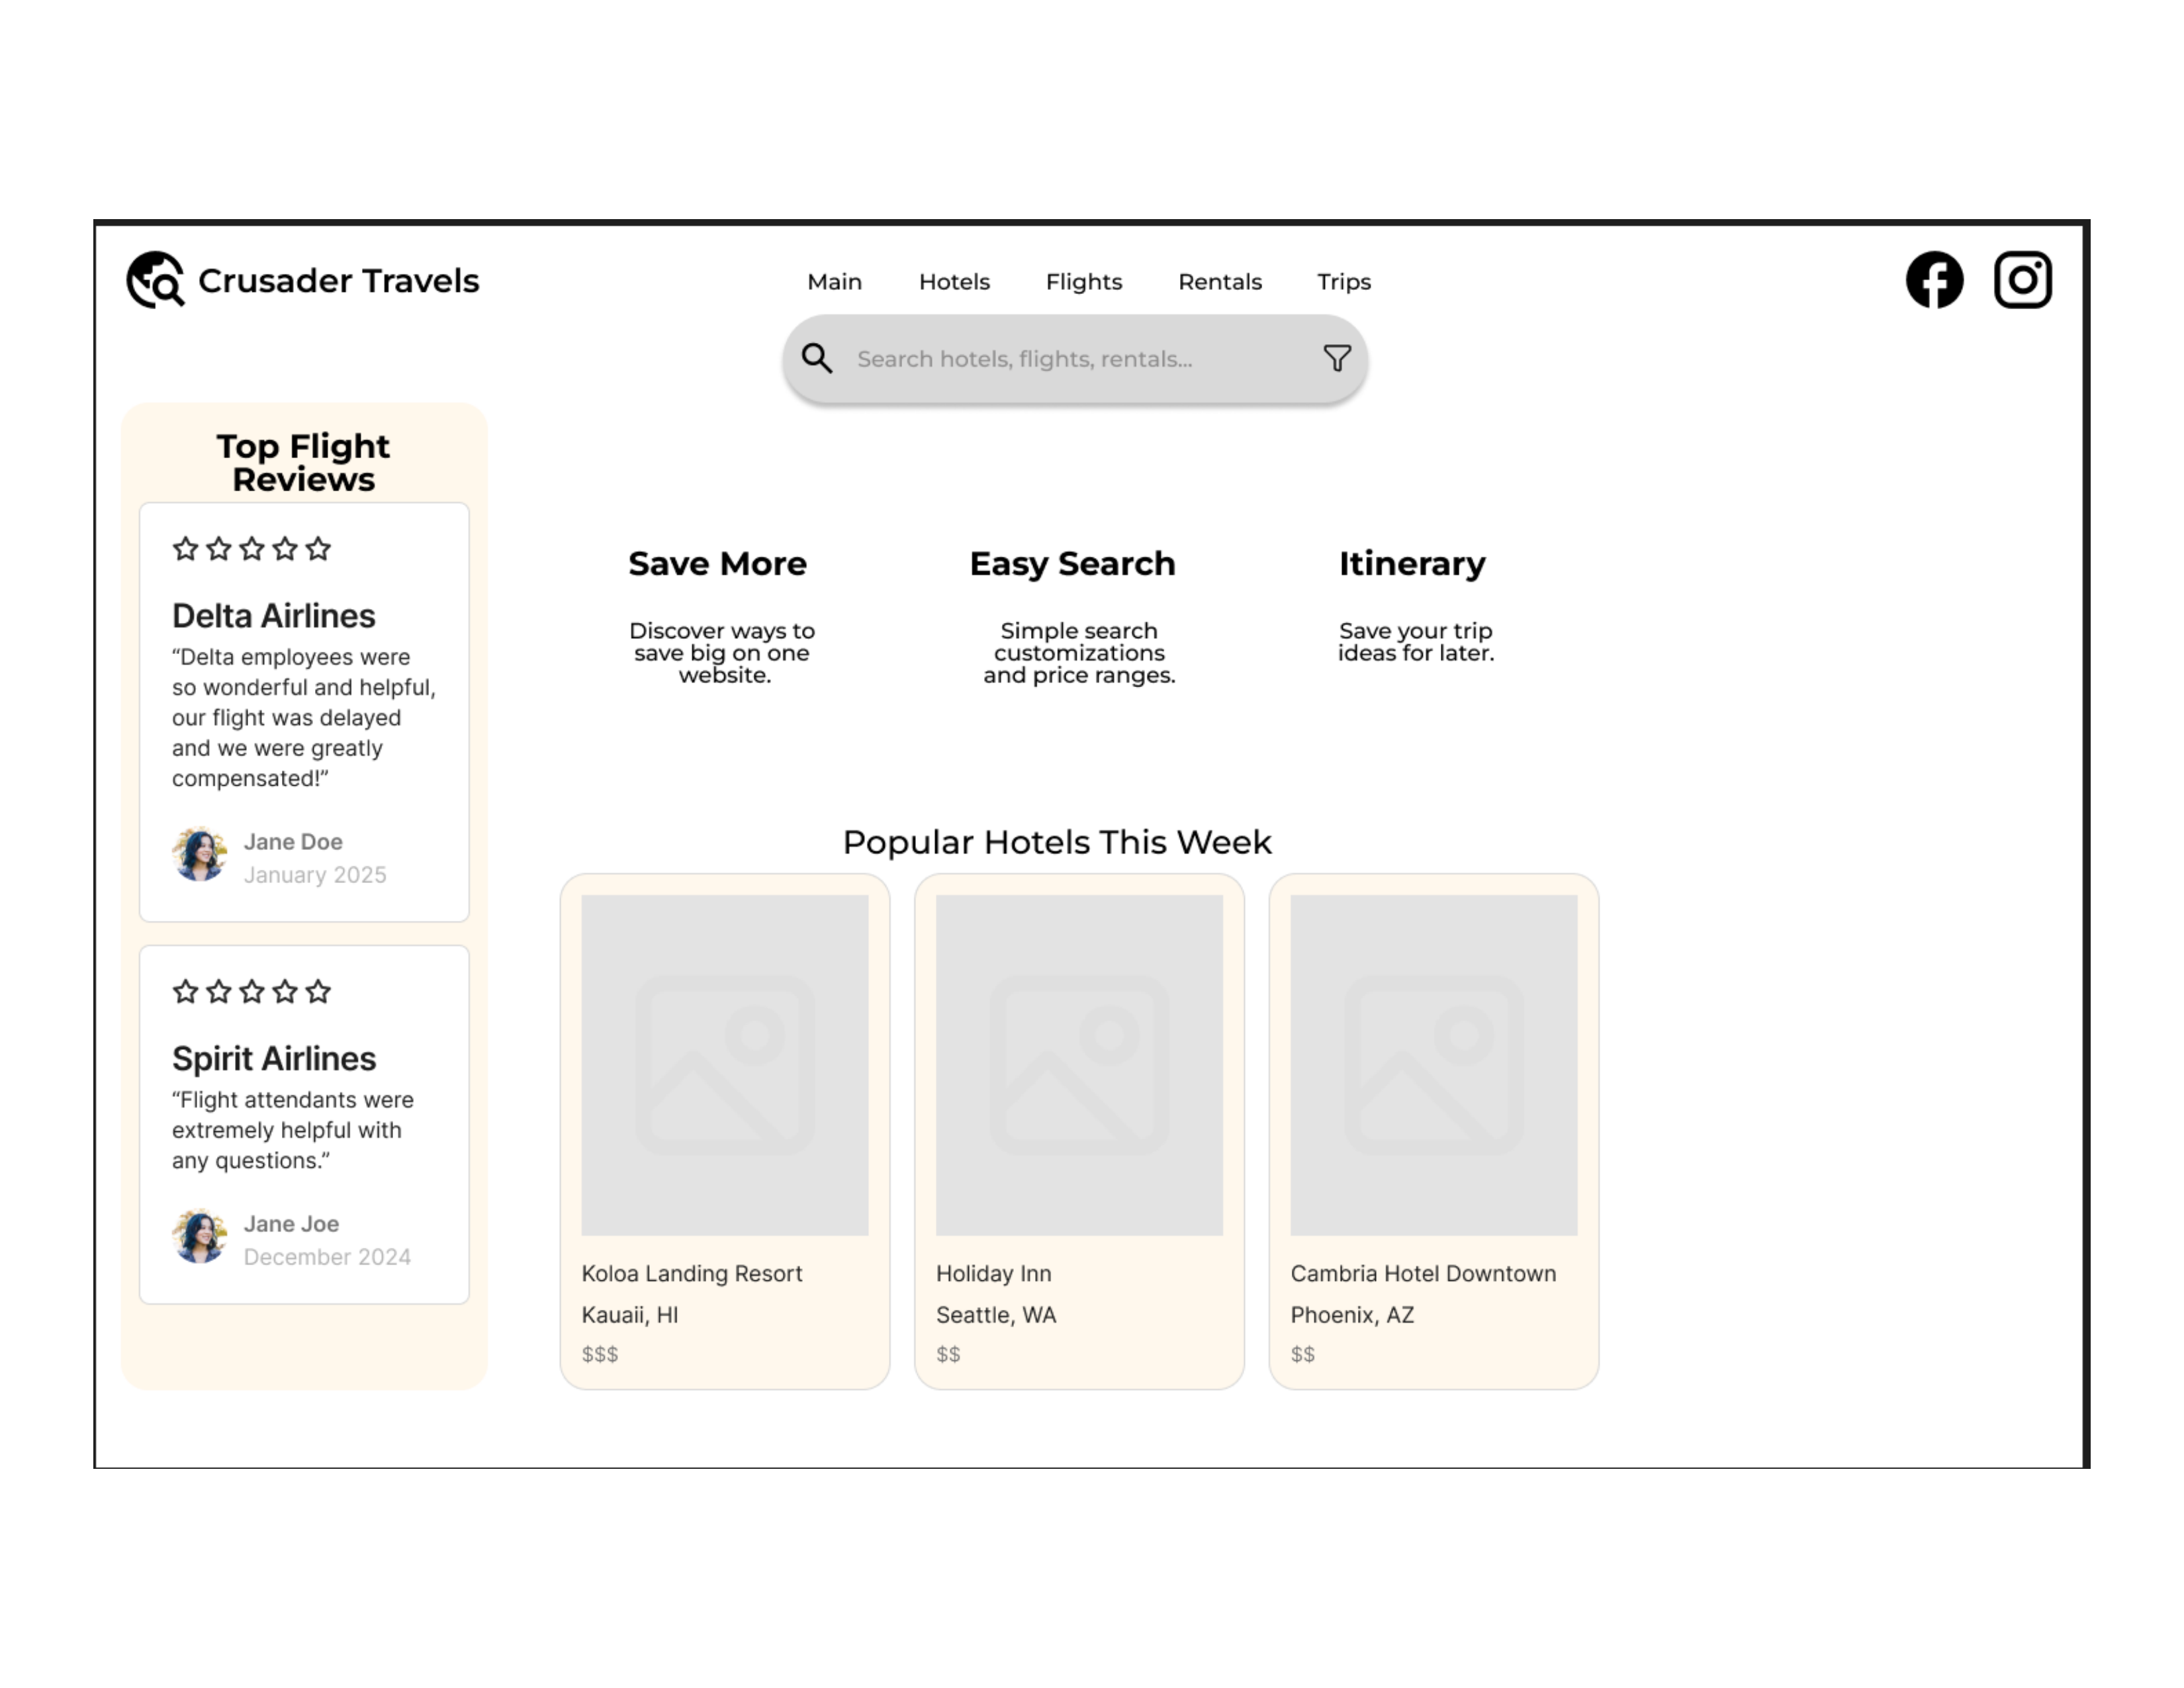 Crusader Travels
Main Hotels Flights Rentals Trips
Search hotels, flights, rentals...
Top Flight
Reviews
Delta Airlines
“Delta employees were
so wonderful and helpful,
our flight was delayed
and we were greatly
compensated!”
Jane Doe
January 2025
Spirit Airlines
“Flight attendants were
extremely helpful with
any questions.”
Jane Joe
December 2024
Save More
Discover ways to
save big on one
website.
Easy Search
Simple search
customizations
and price ranges.
Itinerary
Save your trip
ideas for later.
Popular Hotels This Week
Koloa Landing Resort
Kauaii, HI
$$$
Holiday Inn
Seattle, WA
$$
Cambria Hotel Downtown
Phoenix, AZ
$$